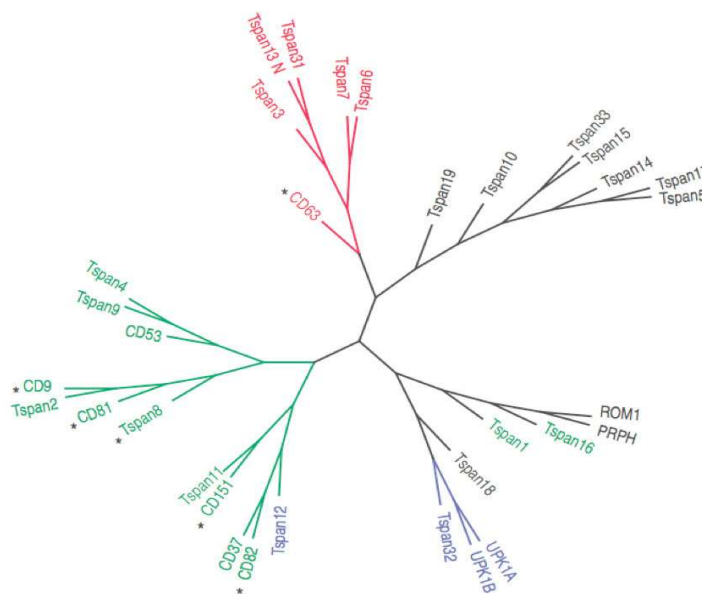 Tspan13 N
Tspan31
Tspan3
Tspan7
Tspan6
* CD63
Tspan19
Tspan10
Tspan33
Tspan15
Tspan14
Tspan5
Tspan4
Tspan9
CD53
* CD9
Tspan2
* CD81
* Tspan8
Tspan11
* CD151
CD37
* CD82
Tspan12
Tspan18
Tspan32
UPK1B
UPK1A
Tspan1
Tspan16
ROM1
PRPH